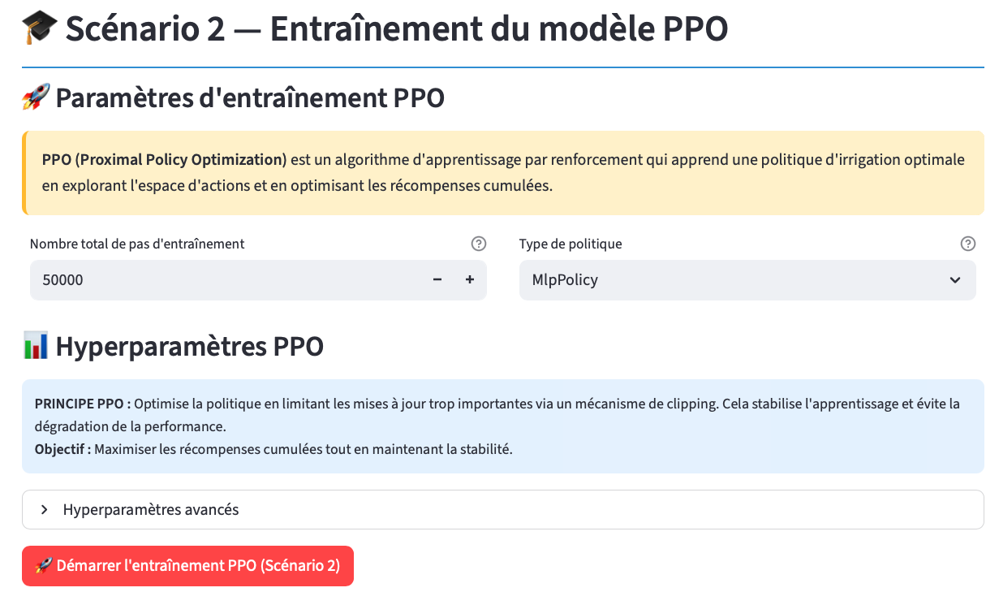 🎓 Scénario 2 — Entraînement du modèle PPO
🚀 Paramètres d'entraînement PPO
PPO (Proximal Policy Optimization) est un algorithme d'apprentissage par renforcement qui apprend une politique d'irrigation optimale
en explorant l'espace d'actions et en optimisant les récompenses cumulées.
Nombre total de pas d'entraînement
Type de politique
50000
MlpPolicy
📊 Hyperparamètres PPO
PRINCIPE PPO : Optimise la politique en limitant les mises à jour trop importantes via un mécanisme de clipping. Cela stabilise l'apprentissage et évite la
dégradation de la performance.
Objectif : Maximiser les récompenses cumulées tout en maintenant la stabilité.
Hyperparamètres avancés
🚀 Démarrer l'entraînement PPO (Scénario 2)